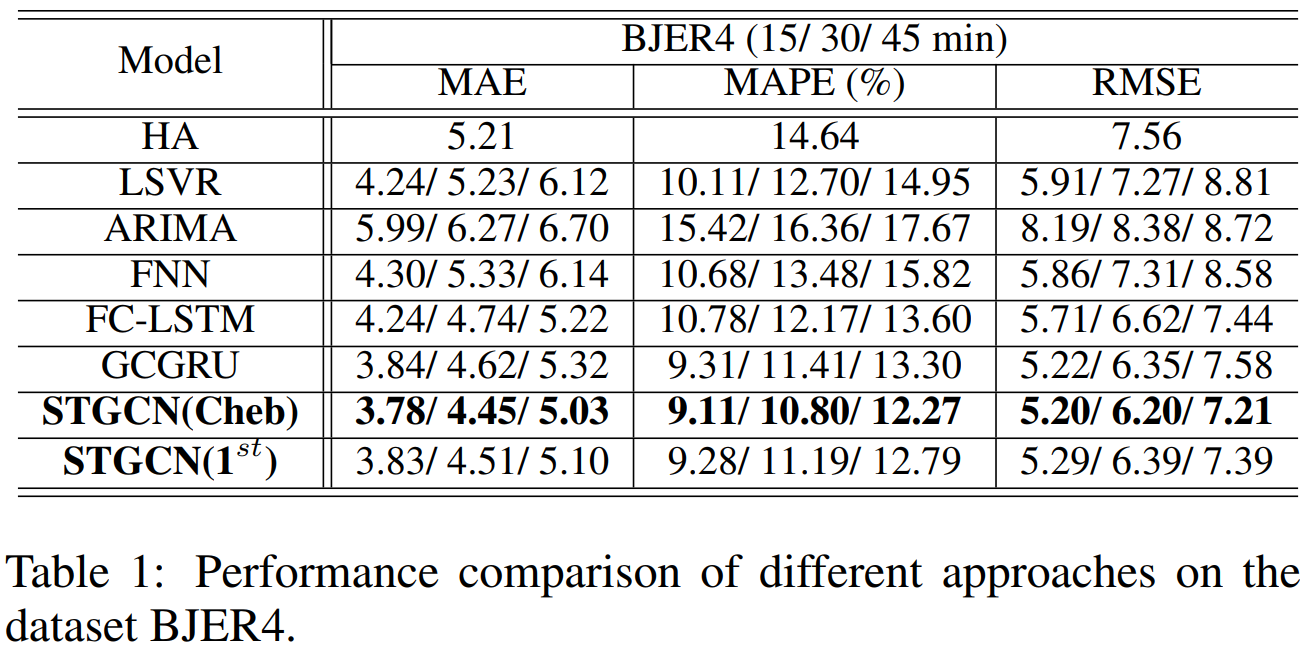 Model BJER4 (15/ 30/ 45 min)
MAE MAPE (%) RMSE
HA 5.21 14.64 7.56
LSVR 4.24/ 5.23/ 6.12 10.11/ 12.70/ 14.95 5.91/ 7.27/ 8.81
ARIMA 5.99/ 6.27/ 6.70 15.42/ 16.36/ 17.67 8.19/ 8.38/ 8.72
FNN 4.30/ 5.33/ 6.14 10.68/ 13.48/ 15.82 5.86/ 7.31/ 8.58
FC-LSTM 4.24/ 4.74/ 5.22 10.78/ 12.17/ 13.60 5.71/ 6.62/ 7.44
GCGRU 3.84/ 4.62/ 5.32 9.31/ 11.41/ 13.30 5.22/ 6.35/ 7.58
STGCN(Cheb) 3.78/ 4.45/ 5.03 9.11/ 10.80/ 12.27 5.20/ 6.20/ 7.21
STGCN(1st) 3.83/ 4.51/ 5.10 9.28/ 11.19/ 12.79 5.29/ 6.39/ 7.39
Table 1: Performance comparison of different approaches on the
dataset BJER4.